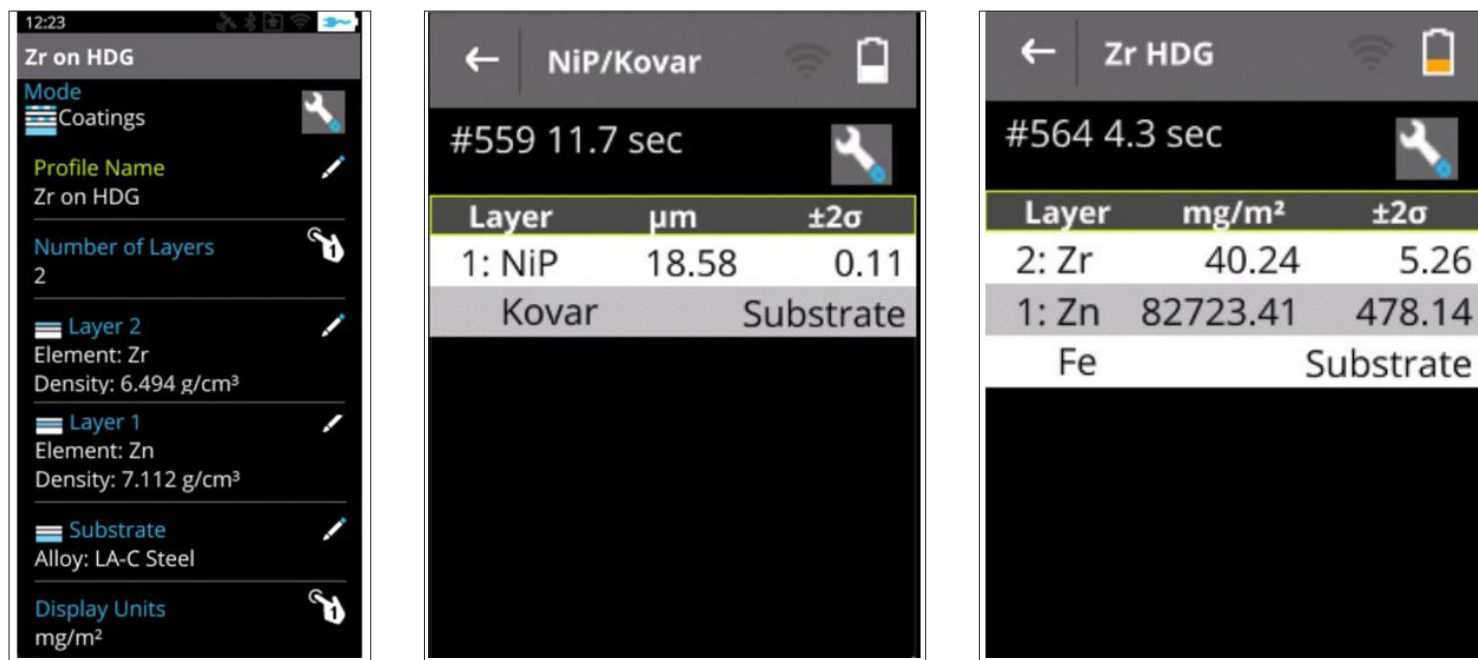 12:23
Zr on HDG
Mode
Coatings
Profile Name
Zr on HDG
Number of Layers
2
1
Layer 2
Element: Zr
Density: 6.494 g/cm³
Layer 1
Element: Zn
Density: 7.112 g/cm³
Substrate
Alloy: LA-C Steel
Display Units
mg/m²
1
NiP/Kovar
#559 11.7 sec
Layer µm ±2σ
1: NiP 18.58 0.11
Kovar Substrate
Zr HDG
#564 4.3 sec
Layer mg/m² ±2σ
2: Zr 40.24 5.26
1: Zn 82723.41 478.14
Fe Substrate